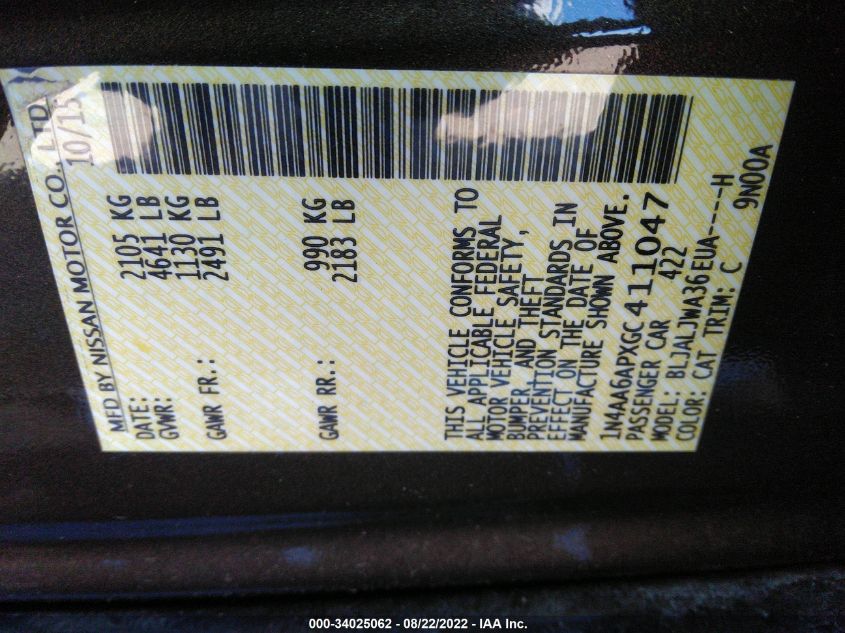 MFD BY NISSAN MOTOR CO., LTD.
DATE: 10/15
GVWR: 2105 KG
4641 LB
GAWR FR.: 1130 KG
2491 LB
GAWR RR.: 990 KG
2183 LB
THIS VEHICLE CONFORMS TO
ALL APPLICABLE FEDERAL
MOTOR VEHICLE SAFETY,
BUMPER, AND THEFT
PREVENTION STANDARDS IN
EFFECT ON THE DATE OF
MANUFACTURE SHOWN ABOVE.
1N4AA6APXGC411047
PASSENGER CAR 422
MODEL: BLJALJWA36EUA-----H
COLOR: CAT TRIM: C 9N00A
000-34025062 - 08/22/2022 - IAA Inc.